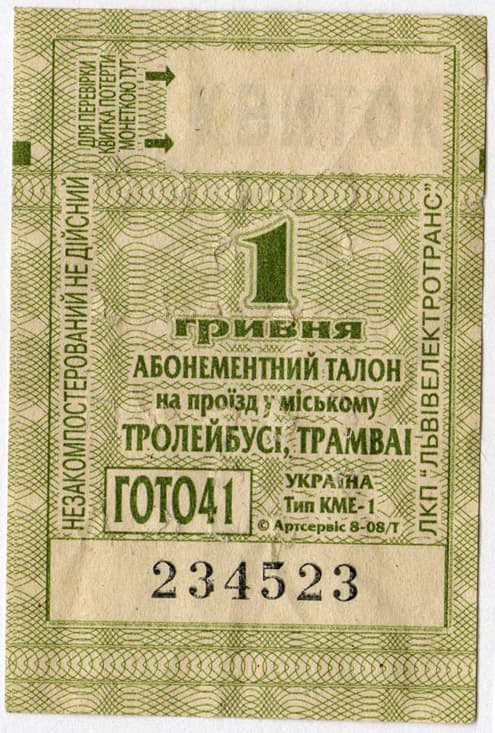 ДЛЯ ПЕРЕВІРКИ
КВИТКА ПОТЕРТИ
МОНЕТКОЮ ТУТ
КВИТОК
НЕЗАКОМПОСТЕРОВАНИЙ НЕ ДІЙСНИЙ
1
гривня
АБОНЕМЕНТНИЙ ТАЛОН
на проїзд у міському
ТРОЛЕЙБУСІ, ТРАМВАІ
ГОТО41
УКРАЇНА
Тип КМЕ-1
© Артсервіс 8-08/Т
ЛКП "ЛЬВІВЕЛЕКТРОТРАНС"
234523